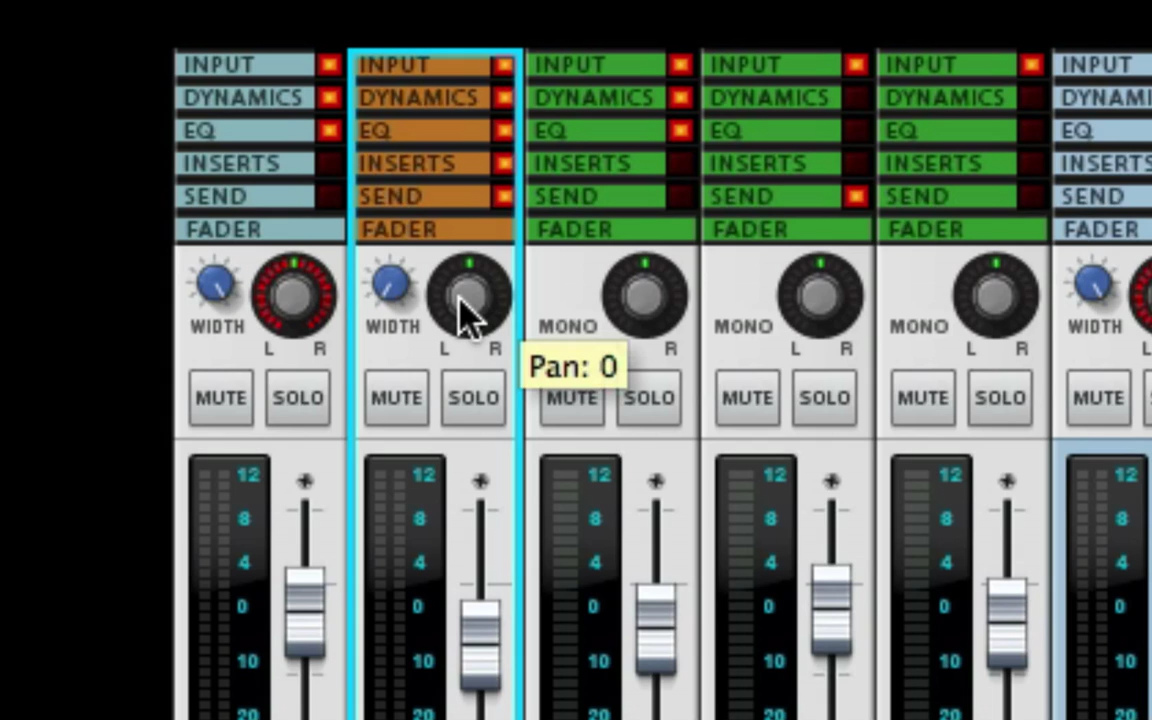 INPUT INPUT INPUT INPUT INPUT INPUT
DYNAMICS DYNAMICS DYNAMICS DYNAMICS DYNAMICS DYNAMI
EQ EQ EQ EQ EQ EQ
INSERTS INSERTS INSERTS INSERTS INSERTS INSERTS
SEND SEND SEND SEND SEND SEND
FADER FADER FADER FADER FADER FADER
WIDTH WIDTH MONO MONO MONO WIDTH
L R L R R L R L R L
Pan: 0
MUTE SOLO MUTE SOLO MUTE SOLO MUTE SOLO MUTE SOLO MUTE
12 + 12 + 12 + 12 + 12 + 12
8 8 8 8 8 8
4 4 4 4 4 4
0 0 0 0 0 0
10 10 10 10 10 10
20 20 20 20 20 20